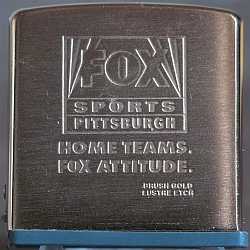 FOX
SPORTS
PITTSBURGH
HOME TEAMS.
FOX ATTITUDE.
BRUSH GOLD
LUSTRE ETCH